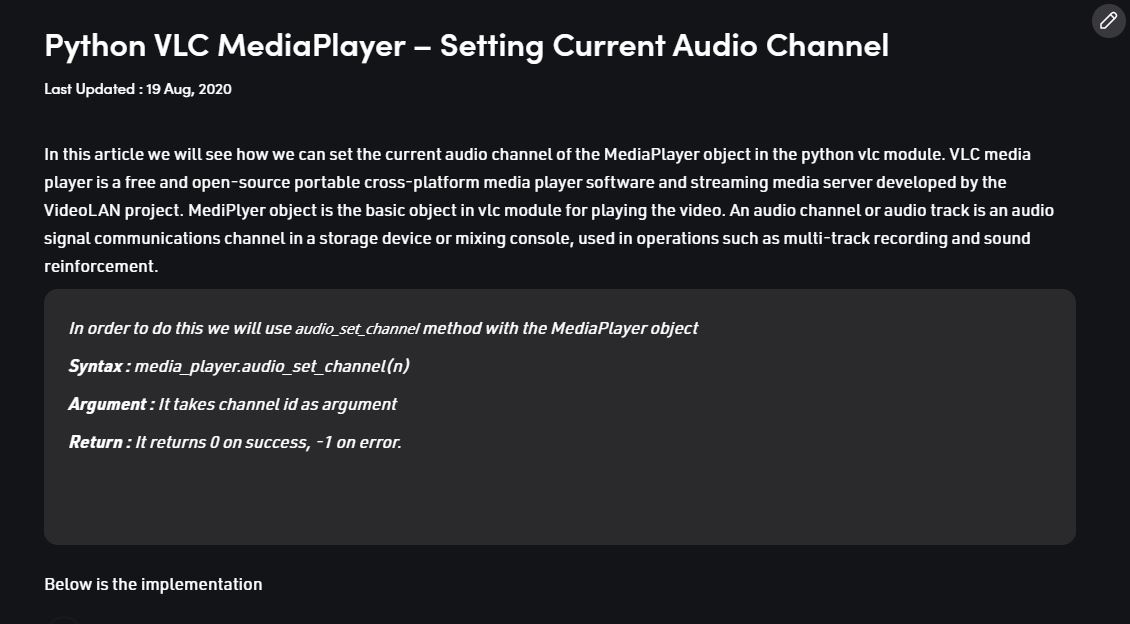 Python VLC MediaPlayer – Setting Current Audio Channel
Last Updated : 19 Aug, 2020
In this article we will see how we can set the current audio channel of the MediaPlayer object in the python vlc module. VLC media
player is a free and open-source portable cross-platform media player software and streaming media server developed by the
VideoLAN project. MediPlyer object is the basic object in vlc module for playing the video. An audio channel or audio track is an audio
signal communications channel in a storage device or mixing console, used in operations such as multi-track recording and sound
reinforcement.
In order to do this we will use audio_set_channel method with the MediaPlayer object
Syntax : media_player.audio_set_channel(n)
Argument : It takes channel id as argument
Return : It returns 0 on success, -1 on error.
Below is the implementation